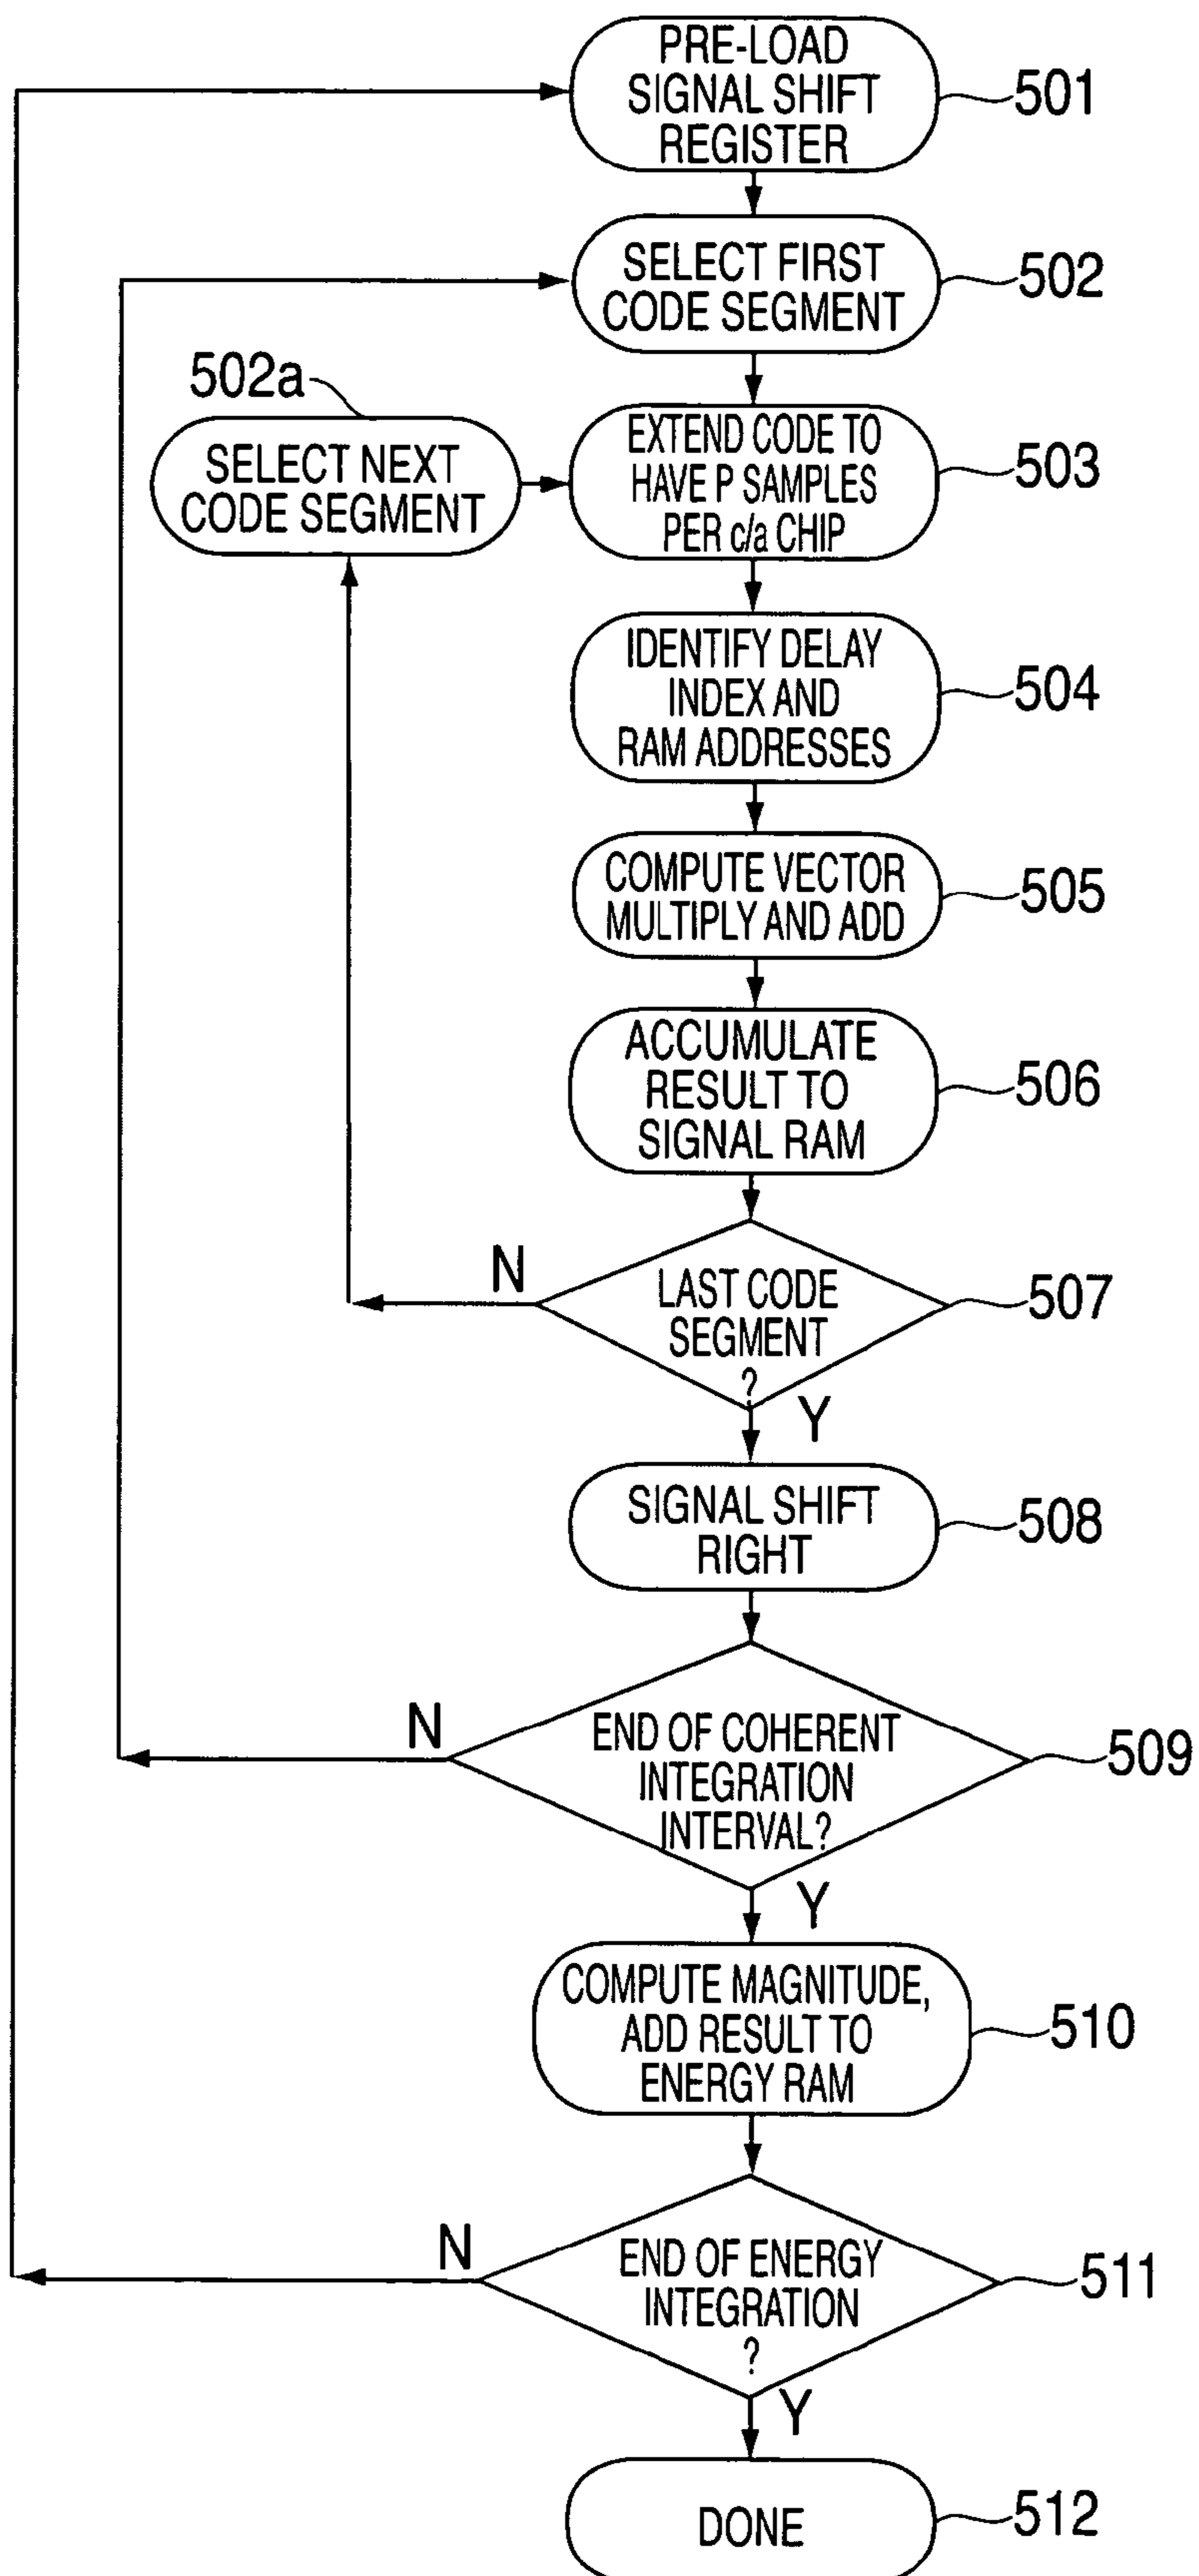 PRE-LOAD
SIGNAL SHIFT
REGISTER
501
SELECT FIRST
CODE SEGMENT
502
502a
SELECT NEXT
CODE SEGMENT
EXTEND CODE TO
HAVE P SAMPLES
PER c/a CHIP
503
IDENTIFY DELAY
INDEX AND
RAM ADDRESSES
504
COMPUTE VECTOR
MULTIPLY AND ADD
505
ACCUMULATE
RESULT TO
SIGNAL RAM
506
N
LAST CODE
SEGMENT
?
507
Y
SIGNAL SHIFT
RIGHT
508
N
END OF COHERENT
INTEGRATION
INTERVAL?
509
Y
COMPUTE MAGNITUDE,
ADD RESULT TO
ENERGY RAM
510
N
END OF ENERGY
INTEGRATION
?
511
Y
DONE
512